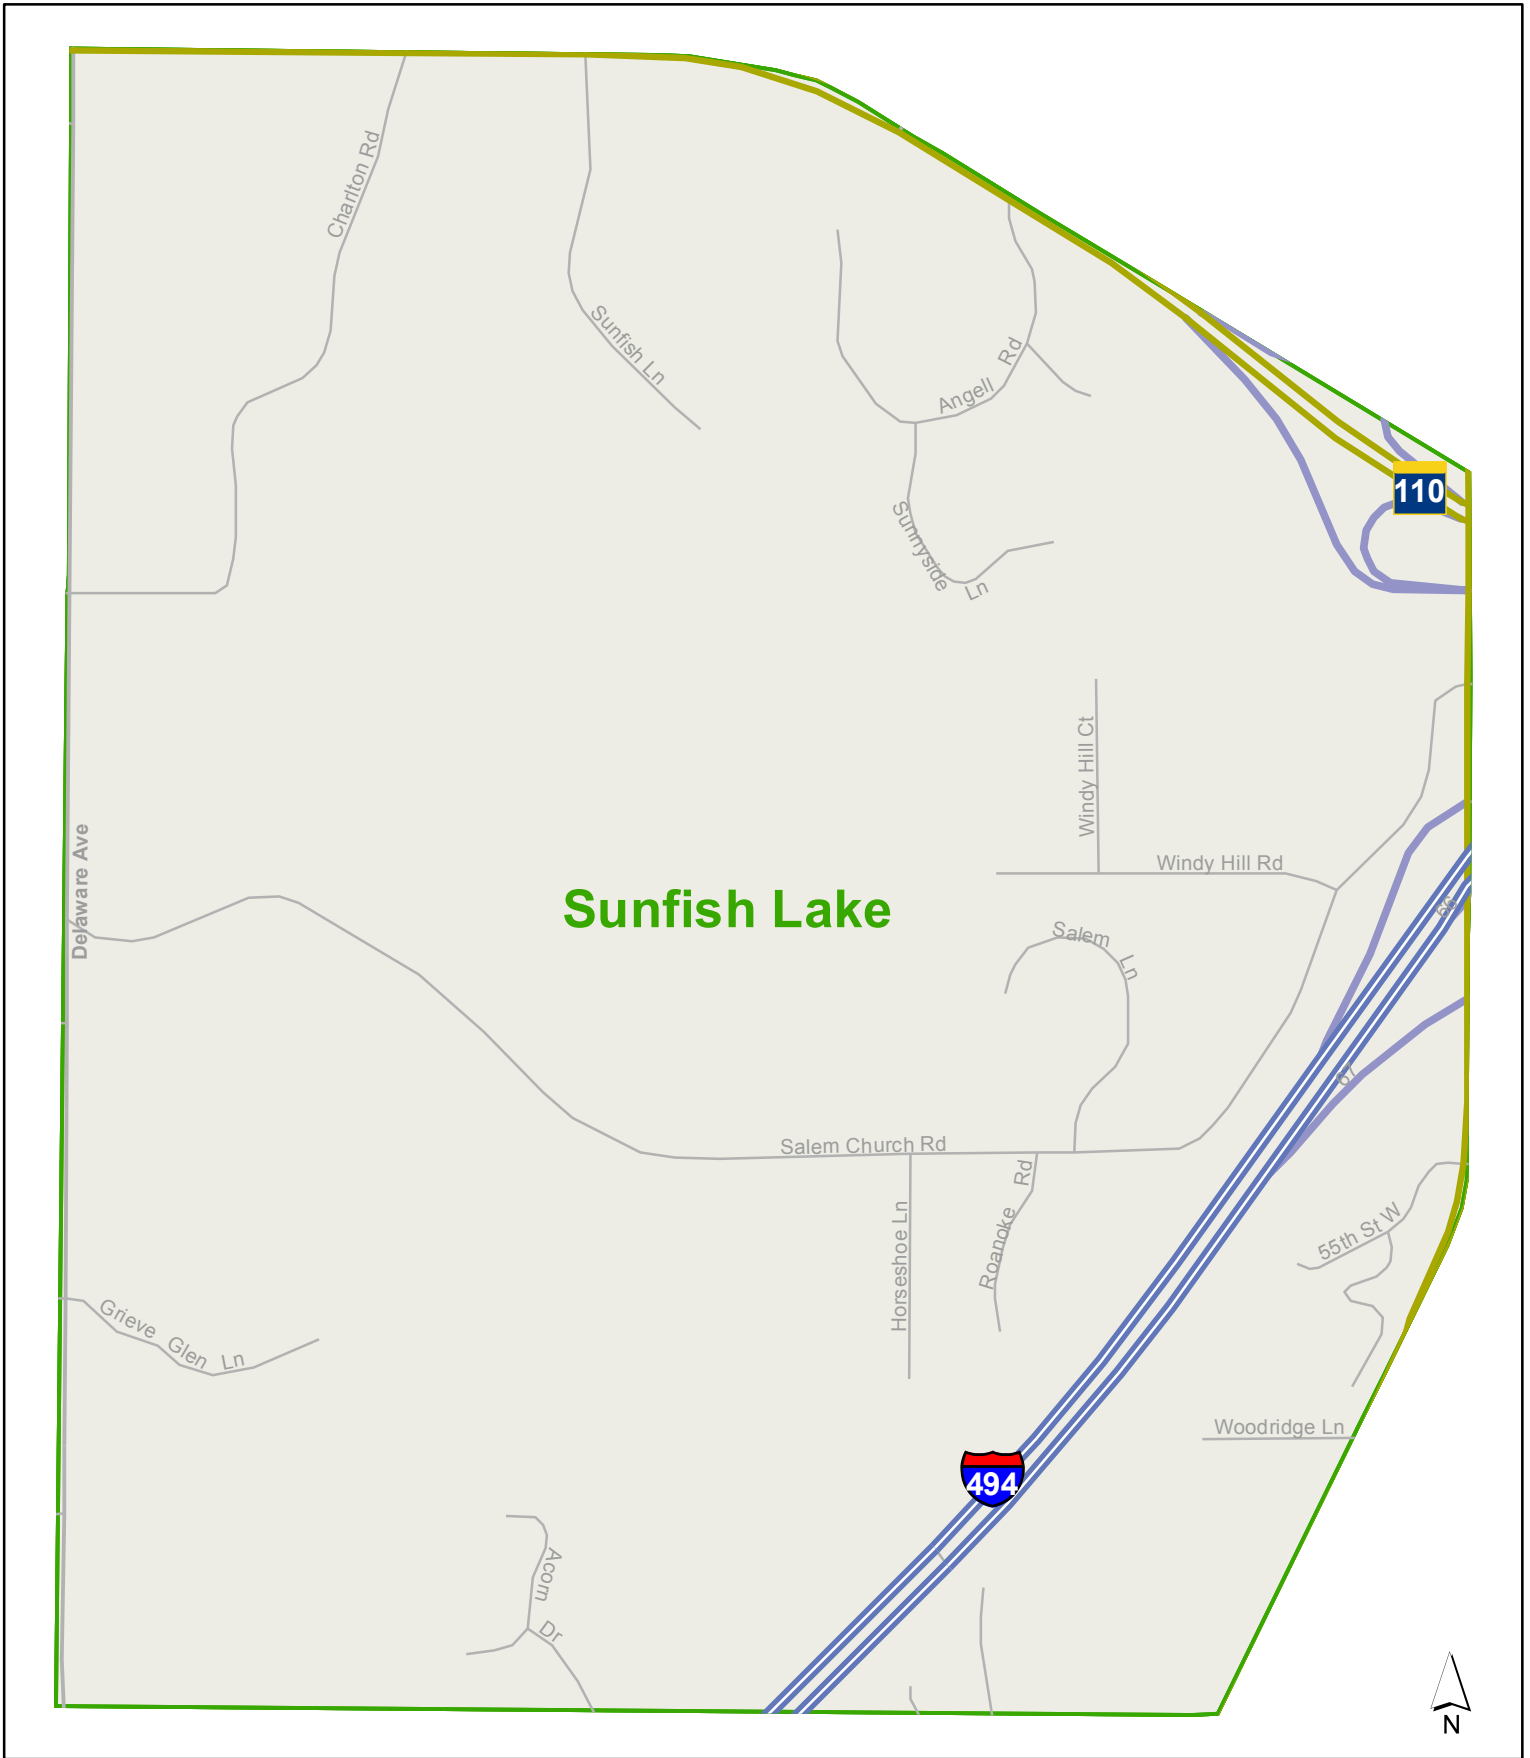 Charlton Rd
Sunfish Ln
Angell Rd
110
Sunnyside Ln
Windy Hill Ct
Delaware Ave
Windy Hill Rd
Sunfish Lake
66
Salem Ln
67
Salem Church Rd
Roanoke Rd
Horseshoe Ln
55th St W
Grieve Glen Ln
Woodridge Ln
494
Acorn Dr
N